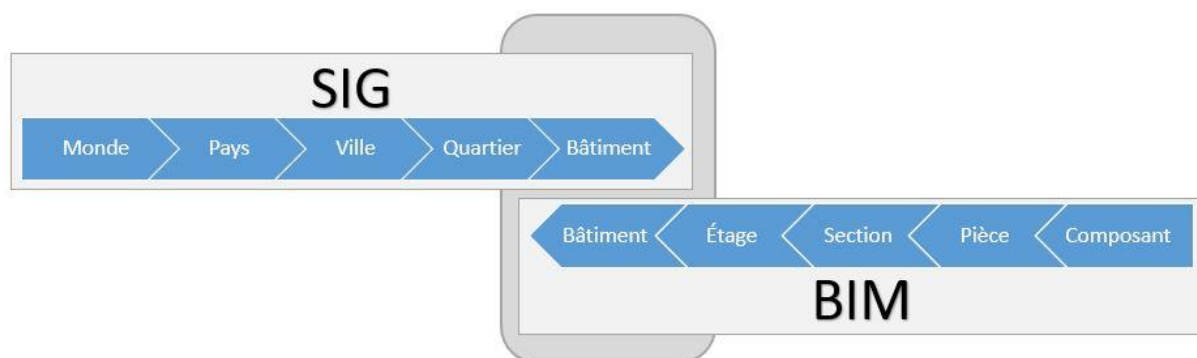 SIG
Monde Pays Ville Quartier Bâtiment
Bâtiment Étage Section Pièce Composant
BIM